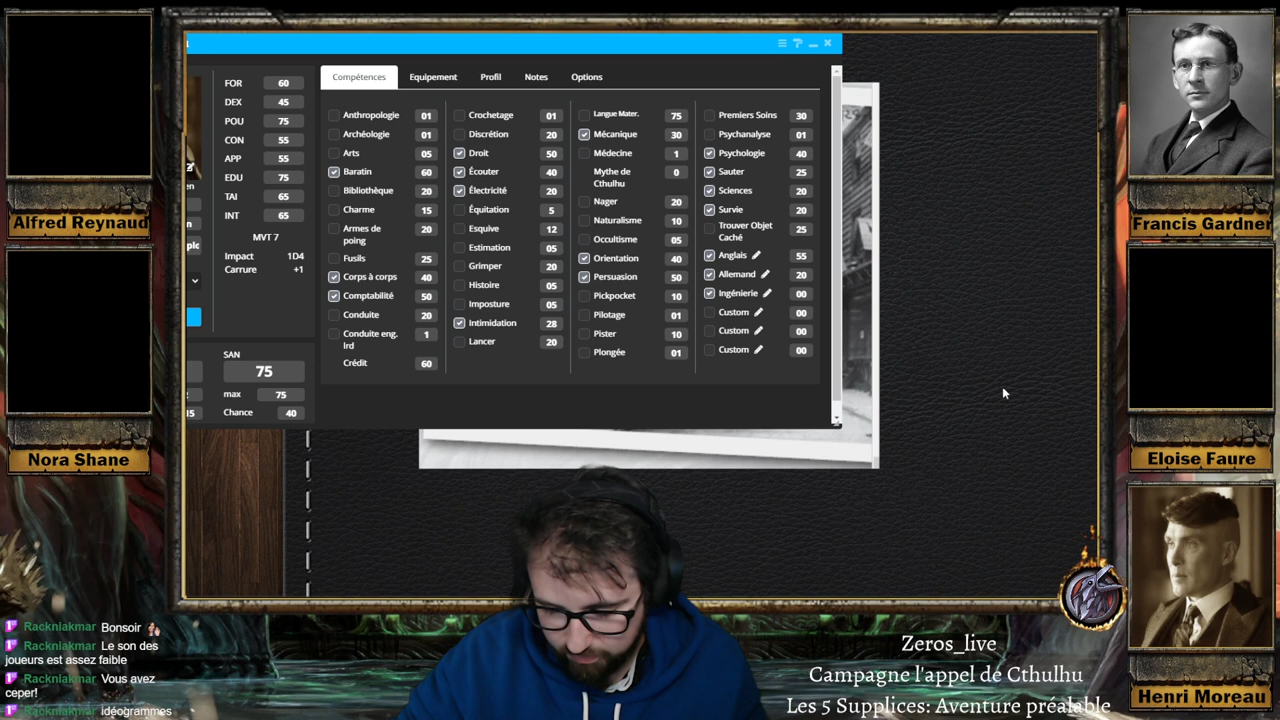 Compétences
Equipement
Profil
Notes
Options
FOR 60
DEX 45
POU 75
CON 55
APP 55
EDU 75
TAI 65
INT 65
MVT 7
Impact 1D4
Carrure +1
SAN
75
max 75
Chance 40
Anthropologie 01
Archéologie 01
Arts 05
Baratin 60
Bibliothèque 20
Charme 15
Armes de
poing 20
Fusils 25
Corps à corps 40
Comptabilité 50
Conduite 20
Conduite eng.
lrd 1
Crédit 60
Crochetage 01
Discrétion 20
Droit 50
Écouter 40
Électricité 20
Équitation 5
Esquive 12
Estimation 05
Grimper 20
Histoire 05
Imposture 05
Intimidation 28
Lancer 20
Langue Mater. 75
Mécanique 30
Médecine 1
Mythe de
Cthulhu 0
Nager 20
Naturalisme 10
Occultisme 05
Orientation 40
Persuasion 50
Pickpocket 10
Pilotage 01
Pister 10
Plongée 01
Premiers Soins 30
Psychanalyse 01
Psychologie 40
Sauter 25
Sciences 20
Survie 20
Trouver Objet
Caché 25
Anglais 55
Allemand 20
Ingénierie 00
Custom 00
Custom 00
Custom 00
Alfred Reynaud
Nora Shane
Francis Gardner
Eloise Faure
Henri Moreau
Rackniakmar Bonsoir
Rackniakmar Le son des
joueurs est assez faible
Rackniakmar Vous avez
ceper!
Rackniakmar idéogrammes
Zeros_live
Campagne l'appel de Cthulhu
Les 5 Supplices: Aventure préalable